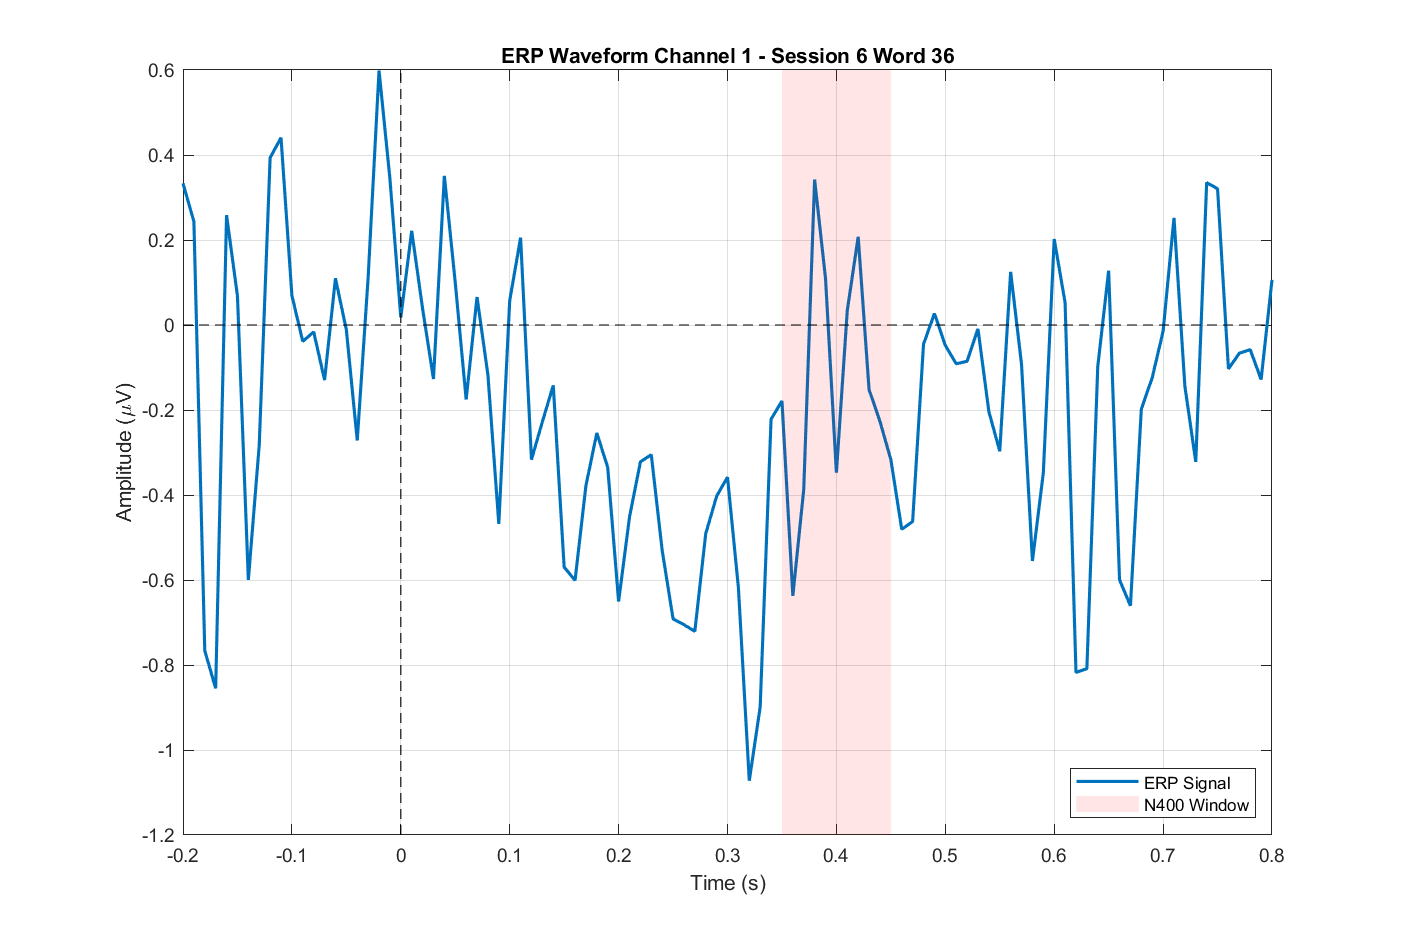 ERP Waveform Channel 1 - Session 6 Word 36
0.6
0.4
0.2
0
-0.2
-0.4
-0.6
-0.8
-1
-1.2
Amplitude (μV)
-0.2 -0.1 0 0.1 0.2 0.3 0.4 0.5 0.6 0.7 0.8
Time (s)
ERP Signal
N400 Window